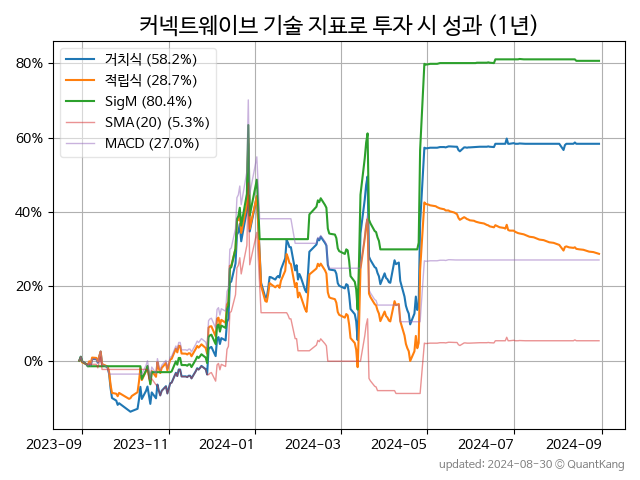 커넥트웨이브 기술 지표로 투자 시 성과 (1년)
거치식 (58.2%)
적립식 (28.7%)
SigM (80.4%)
SMA(20) (5.3%)
MACD (27.0%)
80%
60%
40%
20%
0%
2023-09 2023-11 2024-01 2024-03 2024-05 2024-07 2024-09
updated: 2024-08-30 © QuantKang